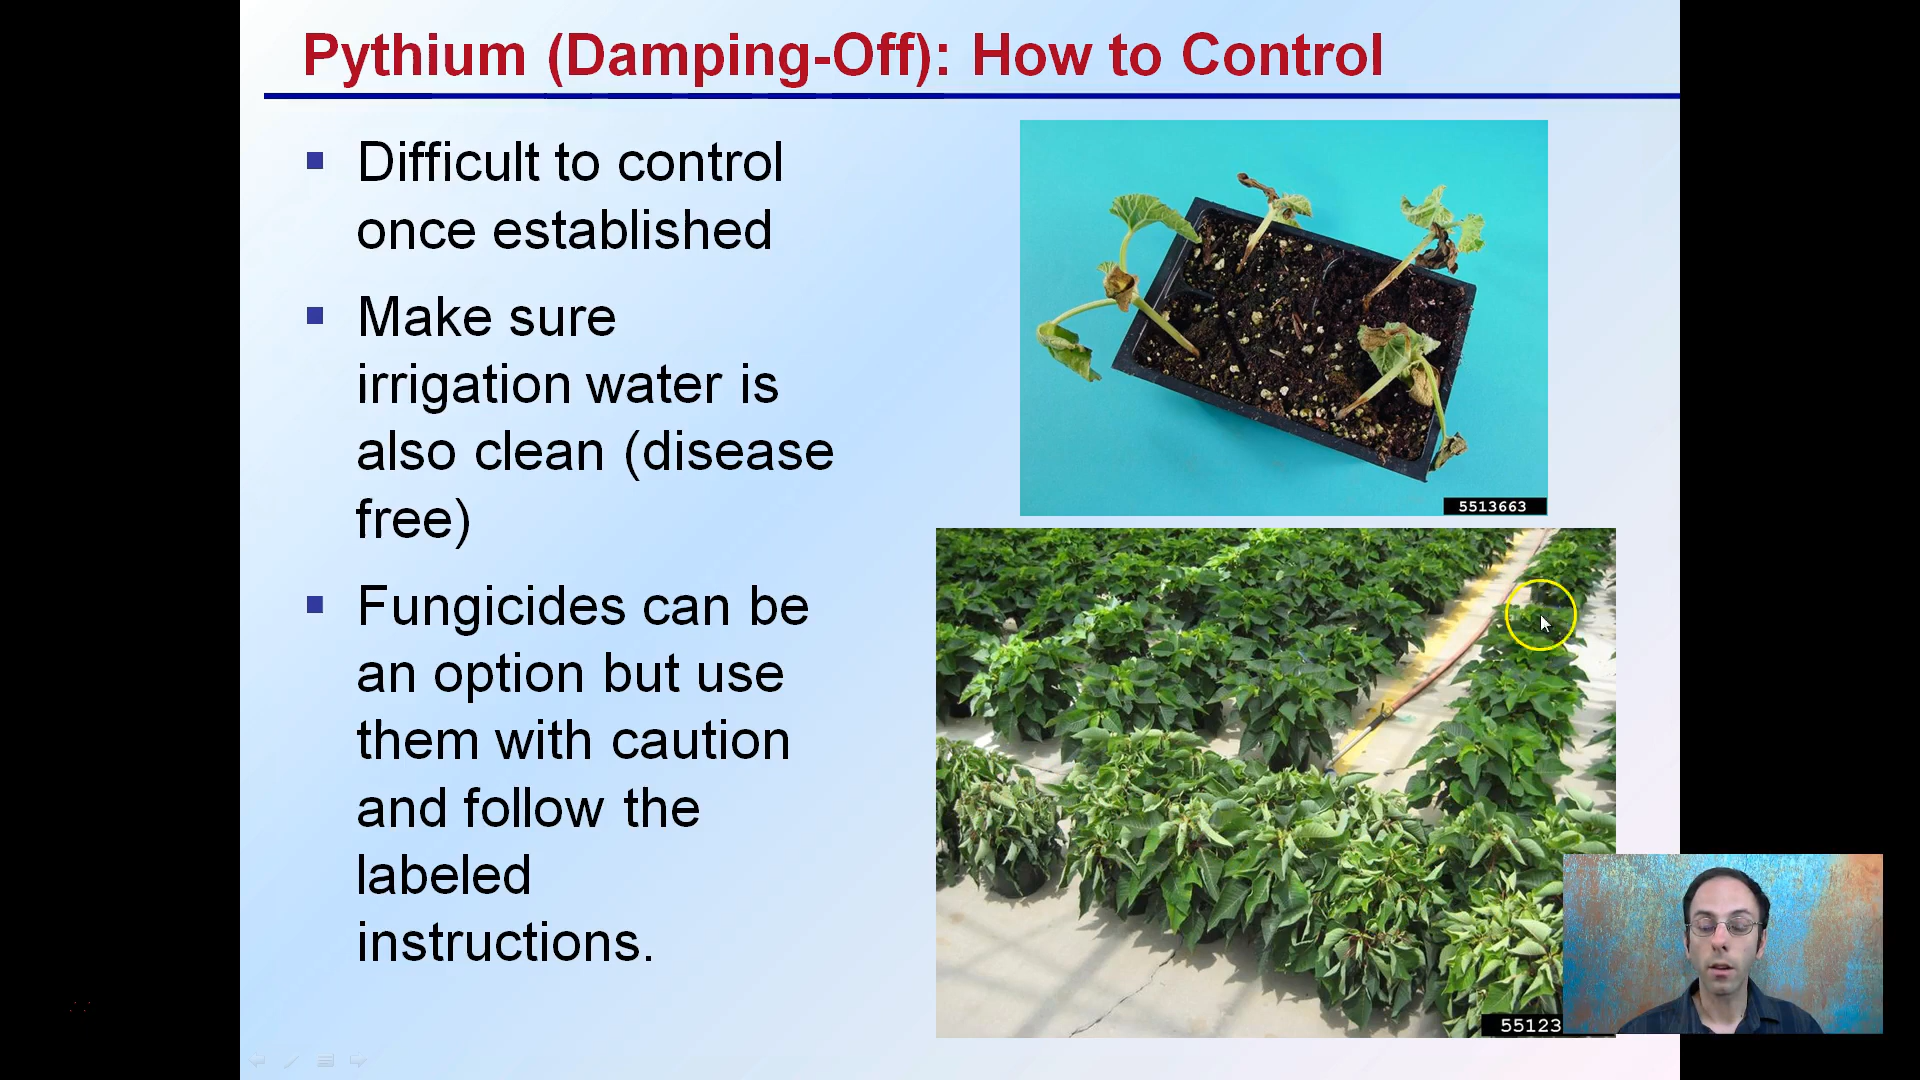 Pythium (Damping-Off): How to Control
Difficult to control
once established
Make sure
irrigation water is
also clean (disease
free)
Fungicides can be
an option but use
them with caution
and follow the
labeled
instructions.
5513663
55123